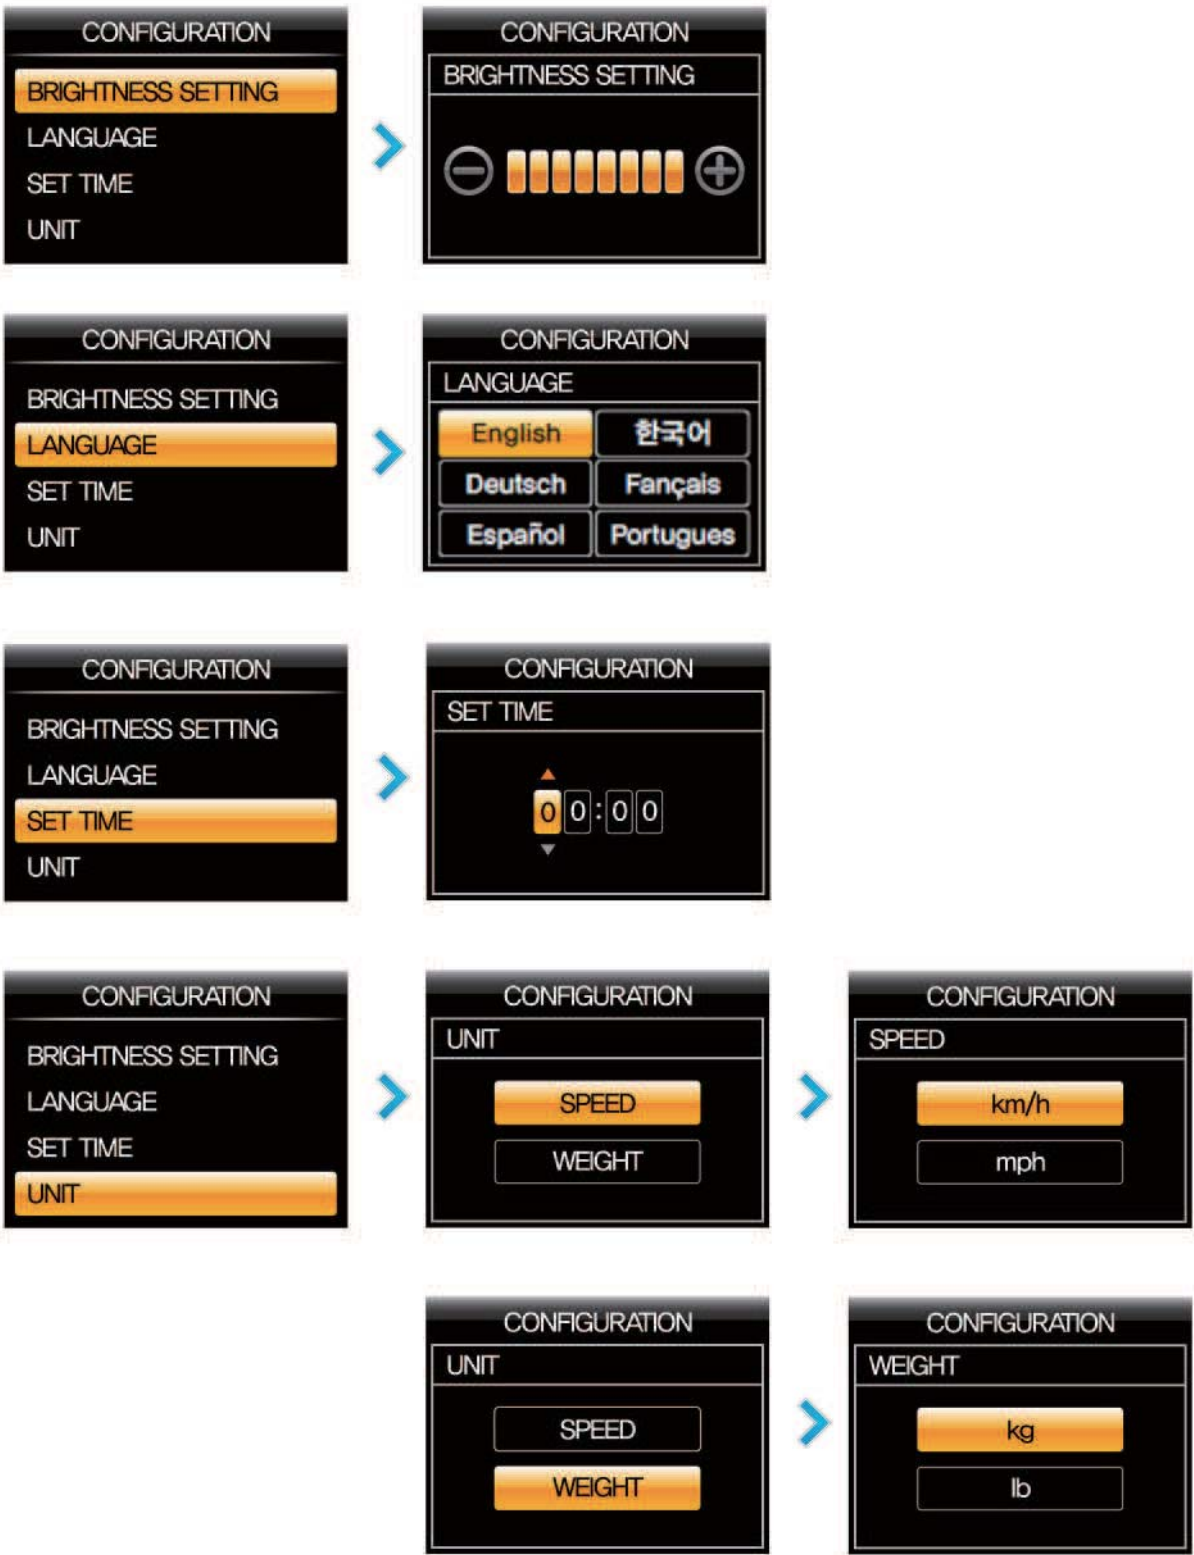 CONFIGURATION
BRIGHTNESS SETTING
LANGUAGE
SET TIME
UNIT
CONFIGURATION
BRIGHTNESS SETTING
CONFIGURATION
BRIGHTNESS SETTING
LANGUAGE
SET TIME
UNIT
CONFIGURATION
LANGUAGE
English 한국어
Deutsch Fançais
Español Portugues
CONFIGURATION
BRIGHTNESS SETTING
LANGUAGE
SET TIME
UNIT
CONFIGURATION
SET TIME
00:00
CONFIGURATION
BRIGHTNESS SETTING
LANGUAGE
SET TIME
UNIT
CONFIGURATION
UNIT
SPEED
WEIGHT
CONFIGURATION
SPEED
km/h
mph
CONFIGURATION
UNIT
SPEED
WEIGHT
CONFIGURATION
WEIGHT
kg
lb